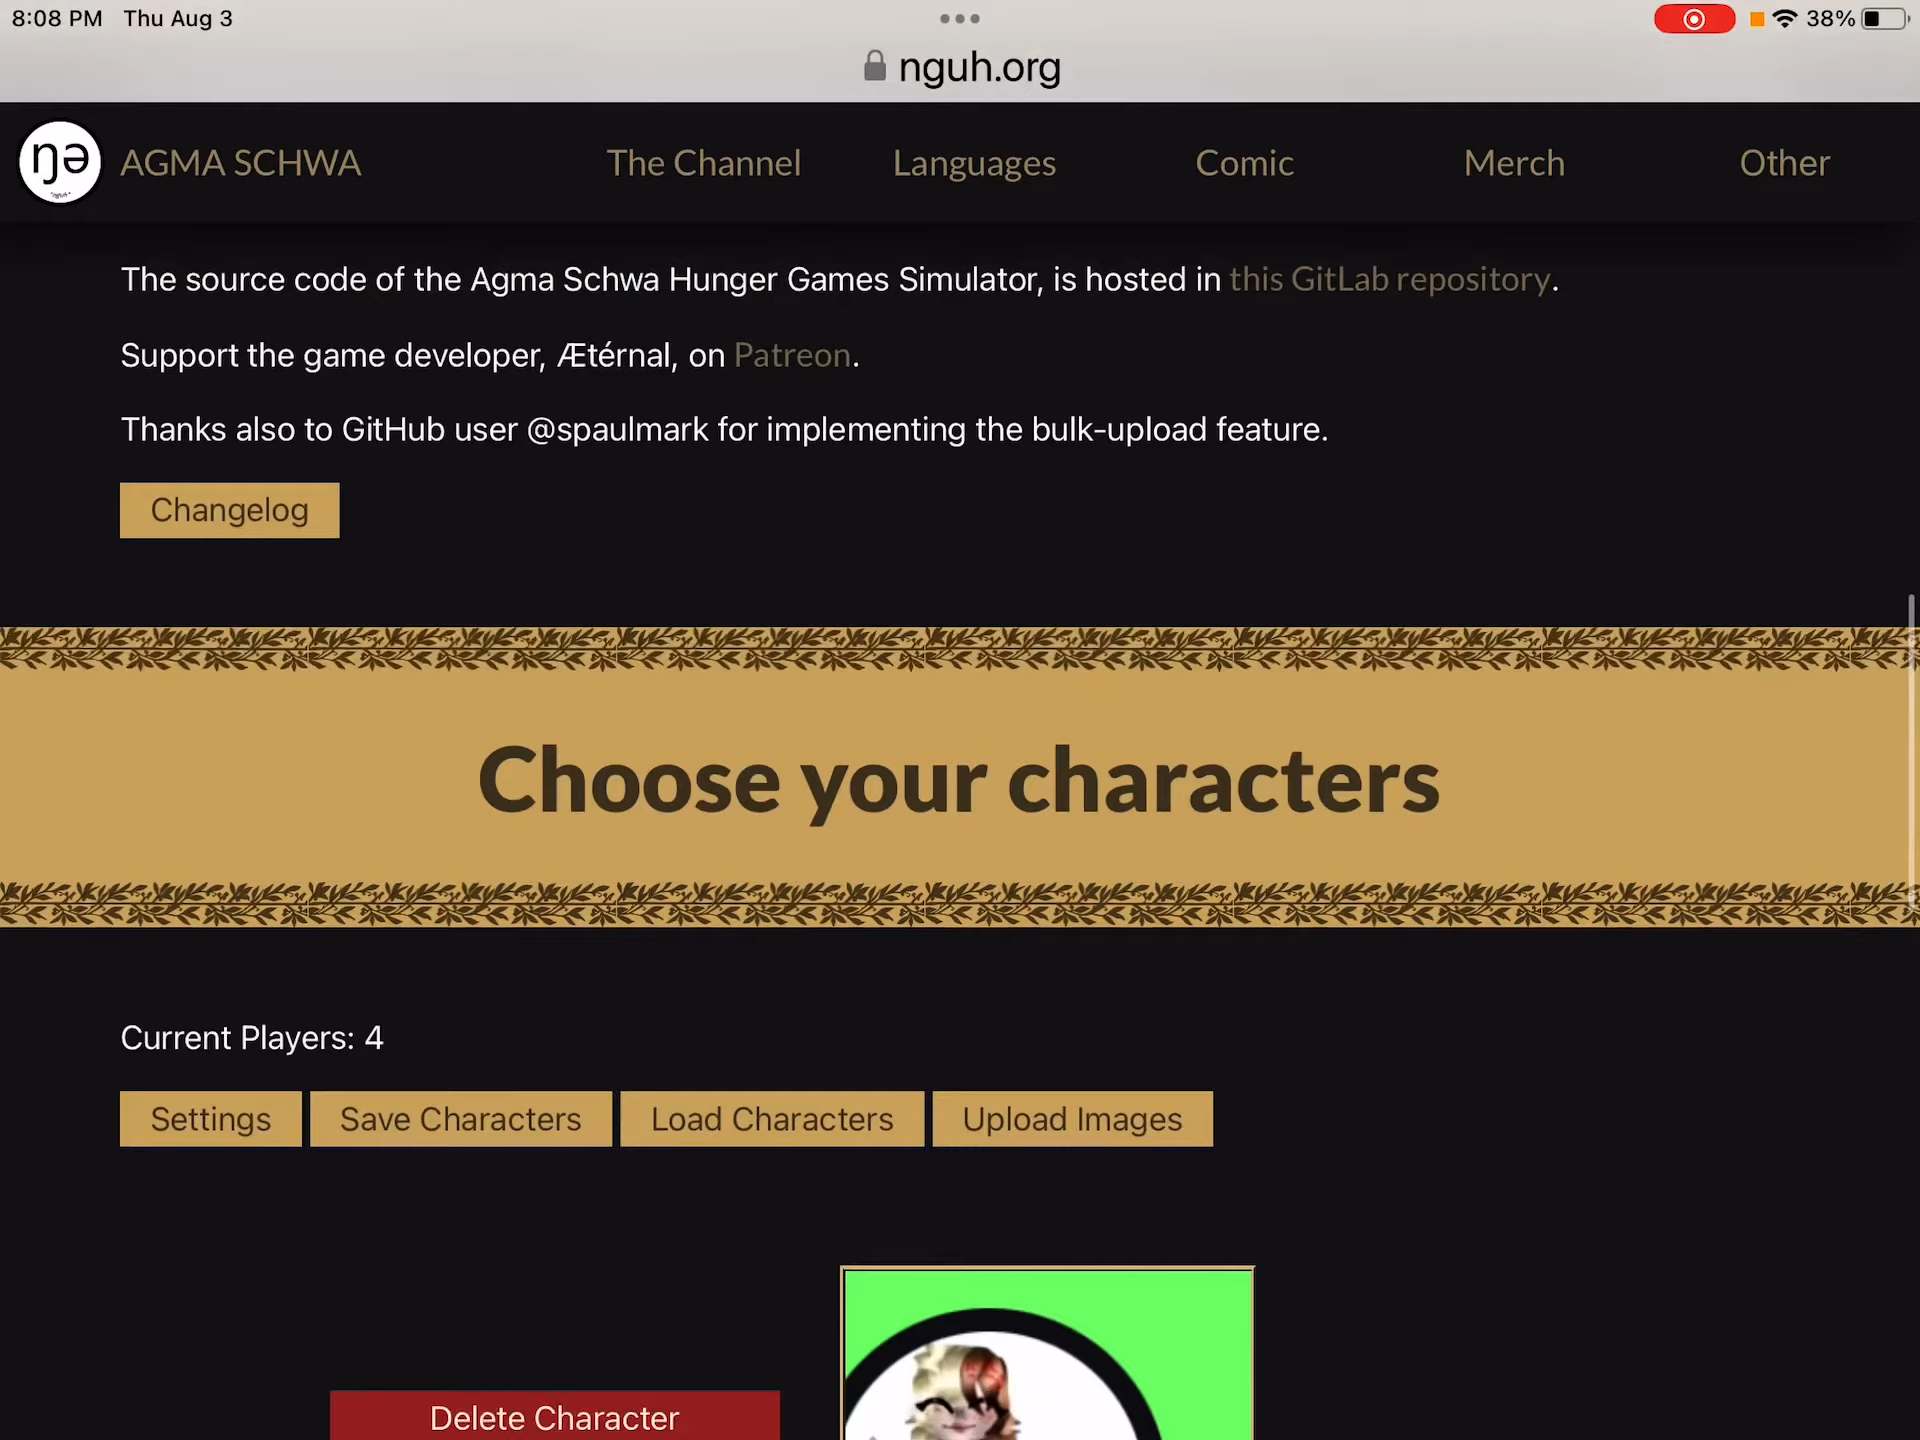 8:08 PM Thu Aug 3
38%
nguh.org
ŋə
AGMA SCHWA
The Channel
Languages
Comic
Merch
Other
The source code of the Agma Schwa Hunger Games Simulator, is hosted in this GitLab repository.
Support the game developer, Ætérnal, on Patreon.
Thanks also to GitHub user @spaulmark for implementing the bulk-upload feature.
Changelog
Choose your characters
Current Players: 4
Settings
Save Characters
Load Characters
Upload Images
Delete Character